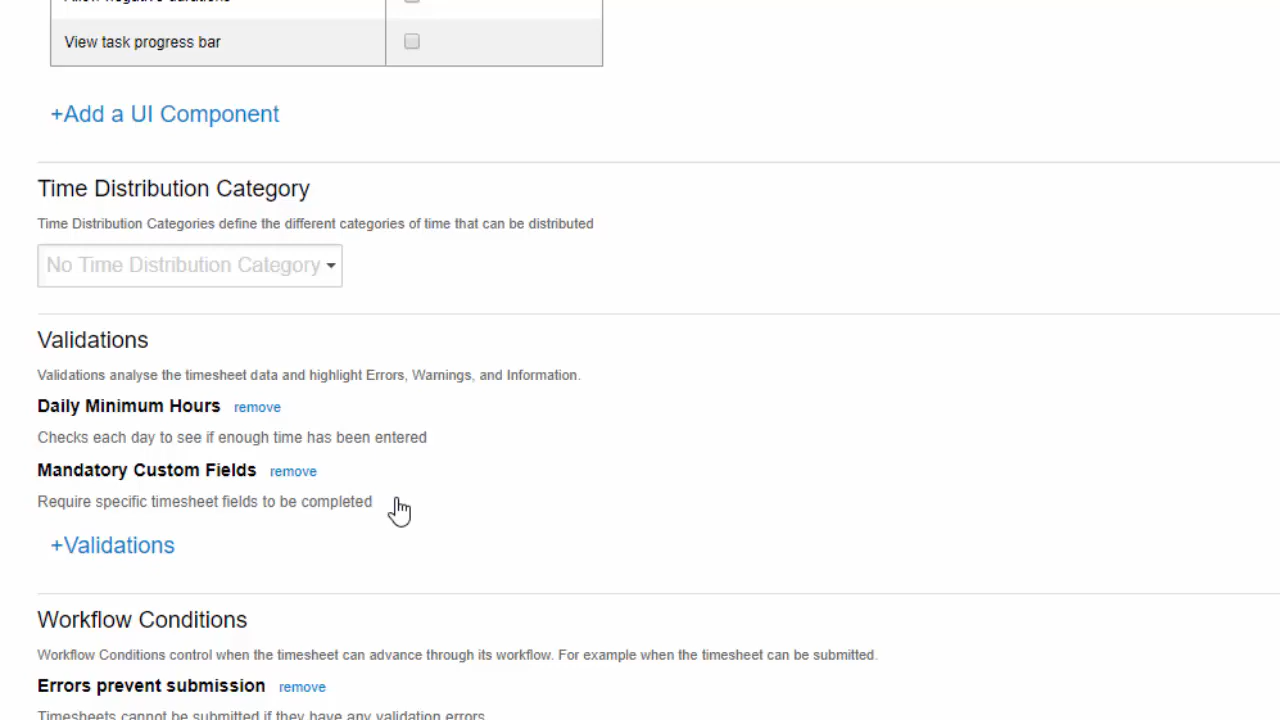 Allow negative durations
View task progress bar
+Add a UI Component
Time Distribution Category
Time Distribution Categories define the different categories of time that can be distributed
No Time Distribution Category
Validations
Validations analyse the timesheet data and highlight Errors, Warnings, and Information.
Daily Minimum Hours remove
Checks each day to see if enough time has been entered
Mandatory Custom Fields remove
Require specific timesheet fields to be completed
+Validations
Workflow Conditions
Workflow Conditions control when the timesheet can advance through its workflow. For example when the timesheet can be submitted.
Errors prevent submission remove
Timesheets cannot be submitted if they have any validation errors